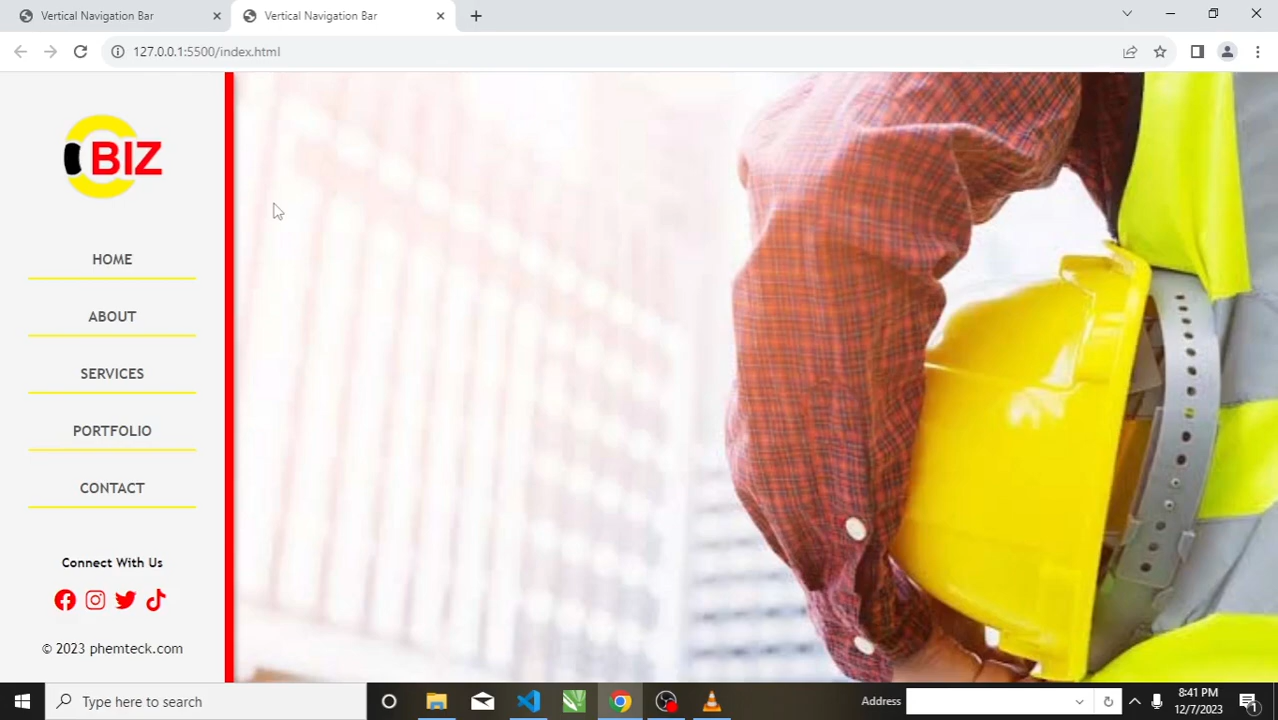 Vertical Navigation Bar
Vertical Navigation Bar
127.0.0.1:5500/index.html
BIZ
HOME
ABOUT
SERVICES
PORTFOLIO
CONTACT
Connect With Us
© 2023 phemteck.com
Type here to search
Address
8:41 PM
12/7/2023
1